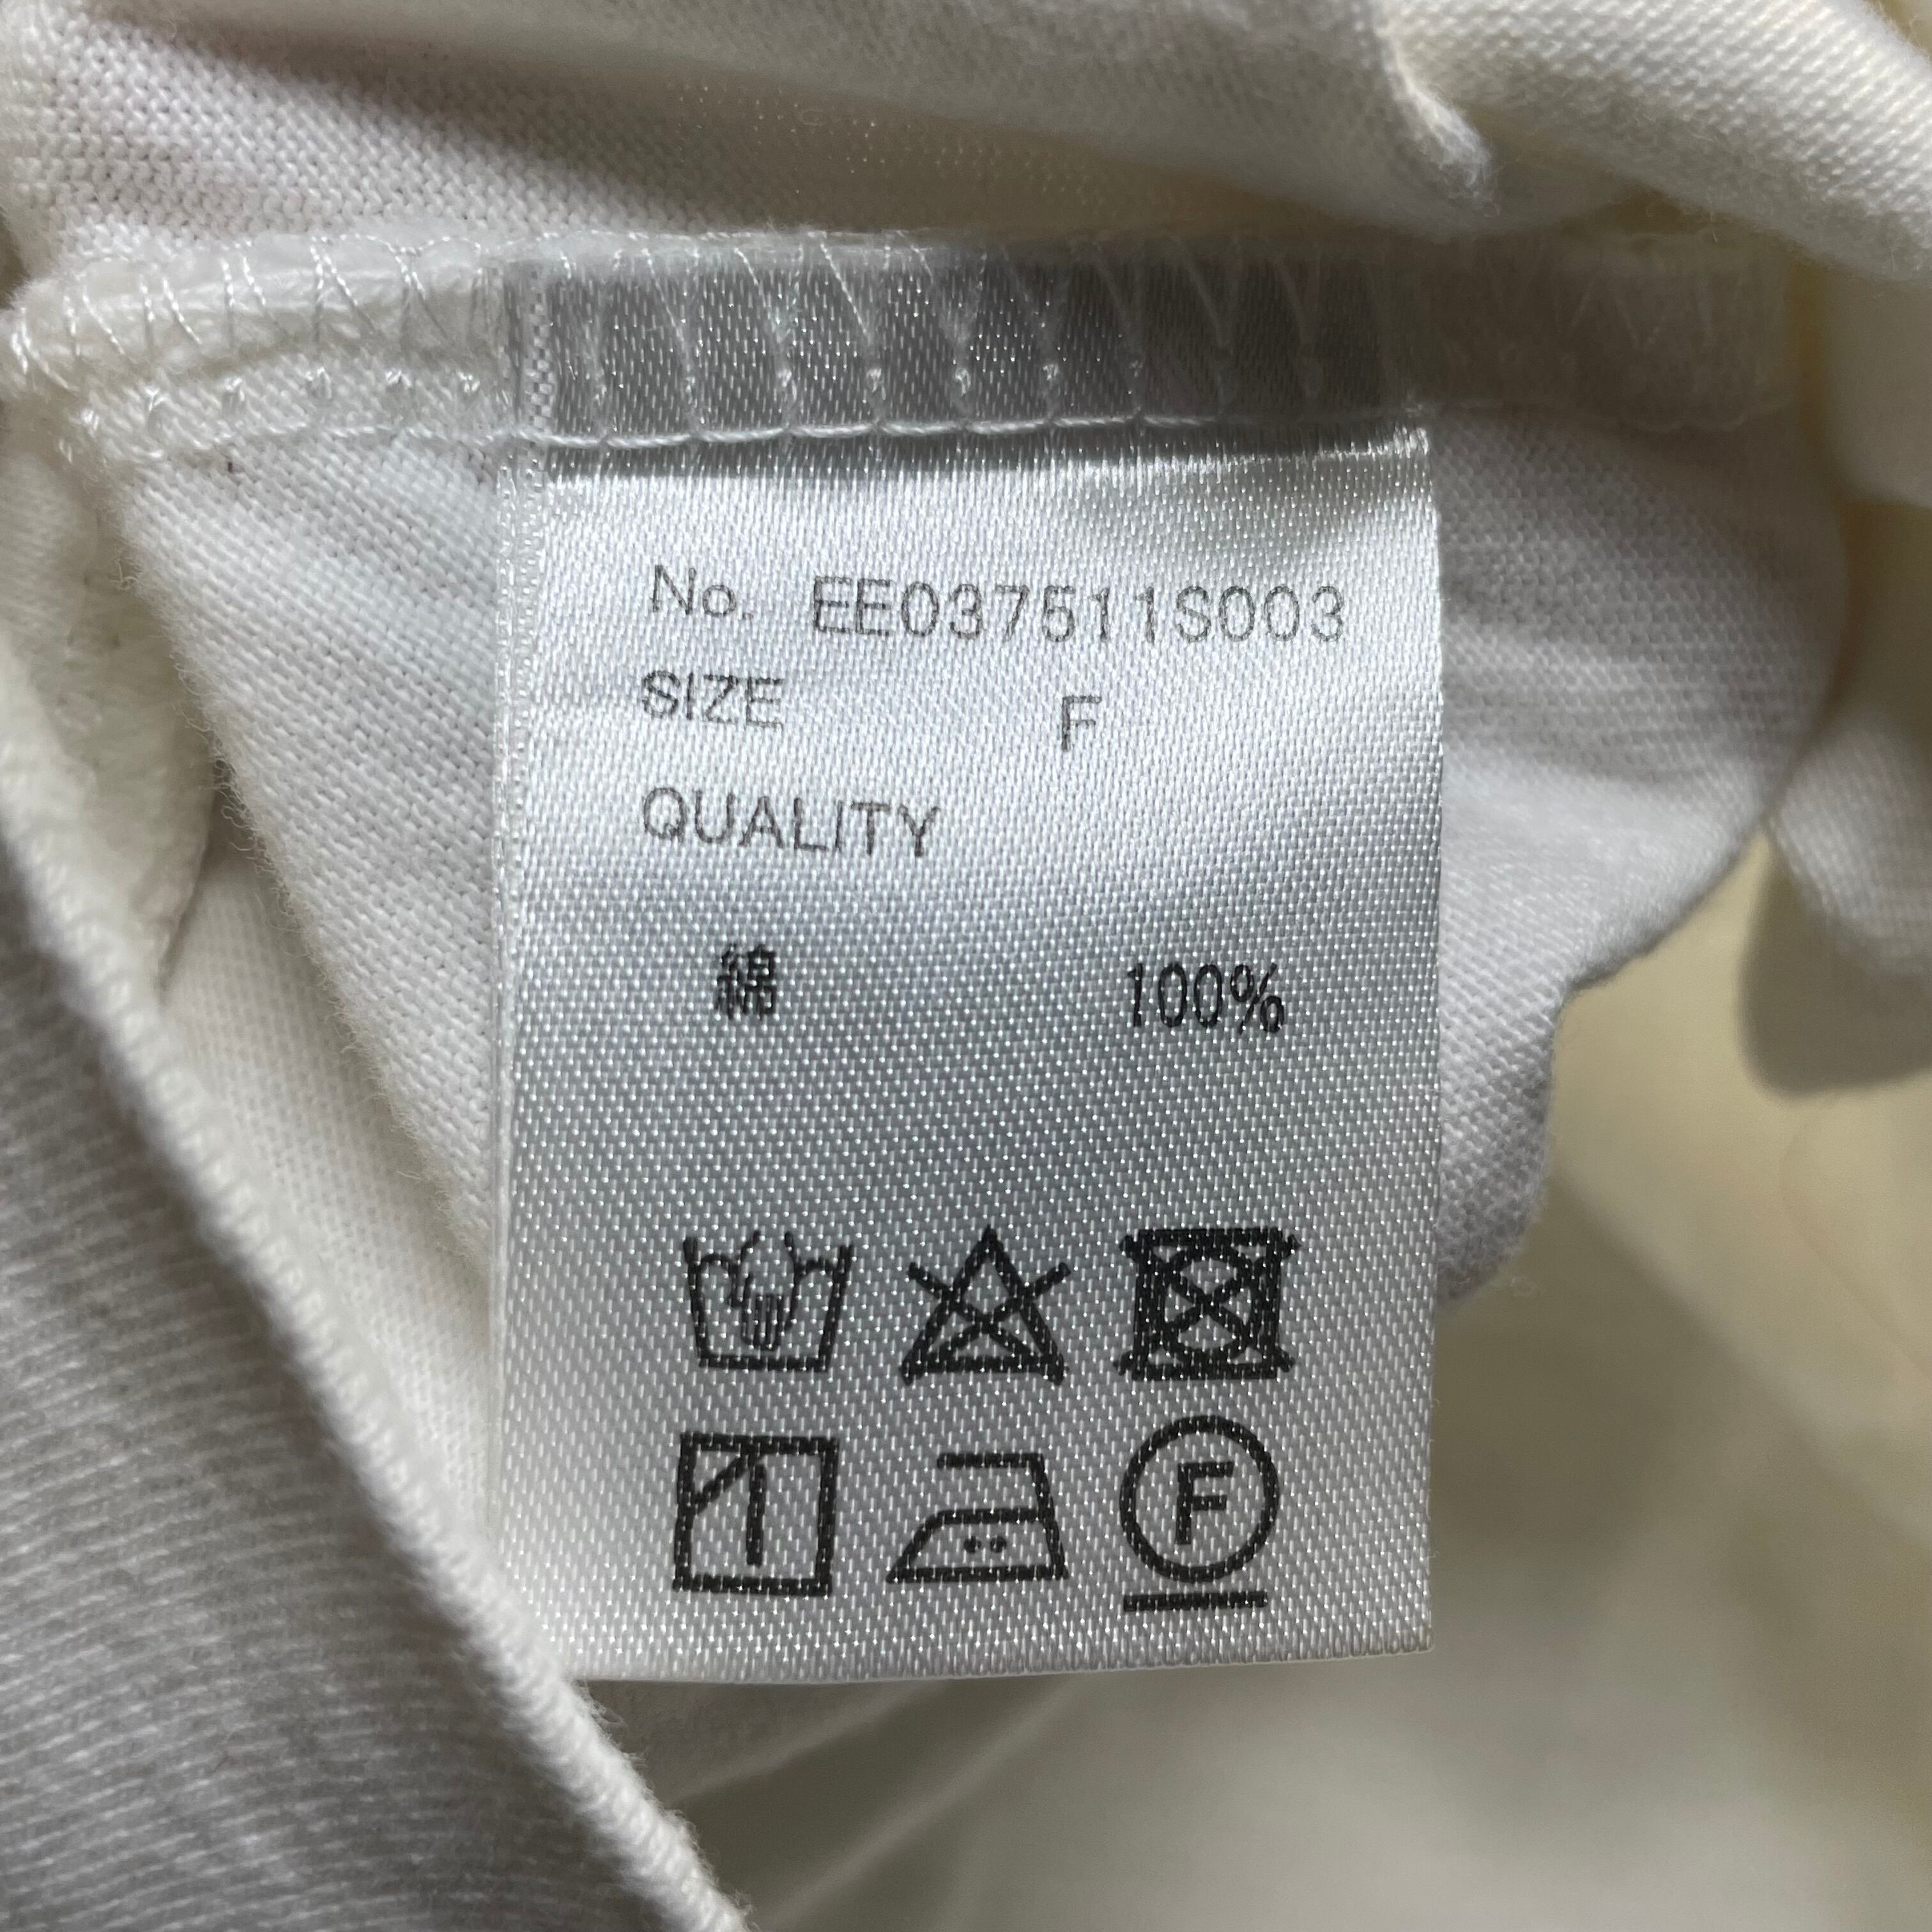 No. EE037511S003
SIZE F
QUALITY
綿 100%
F